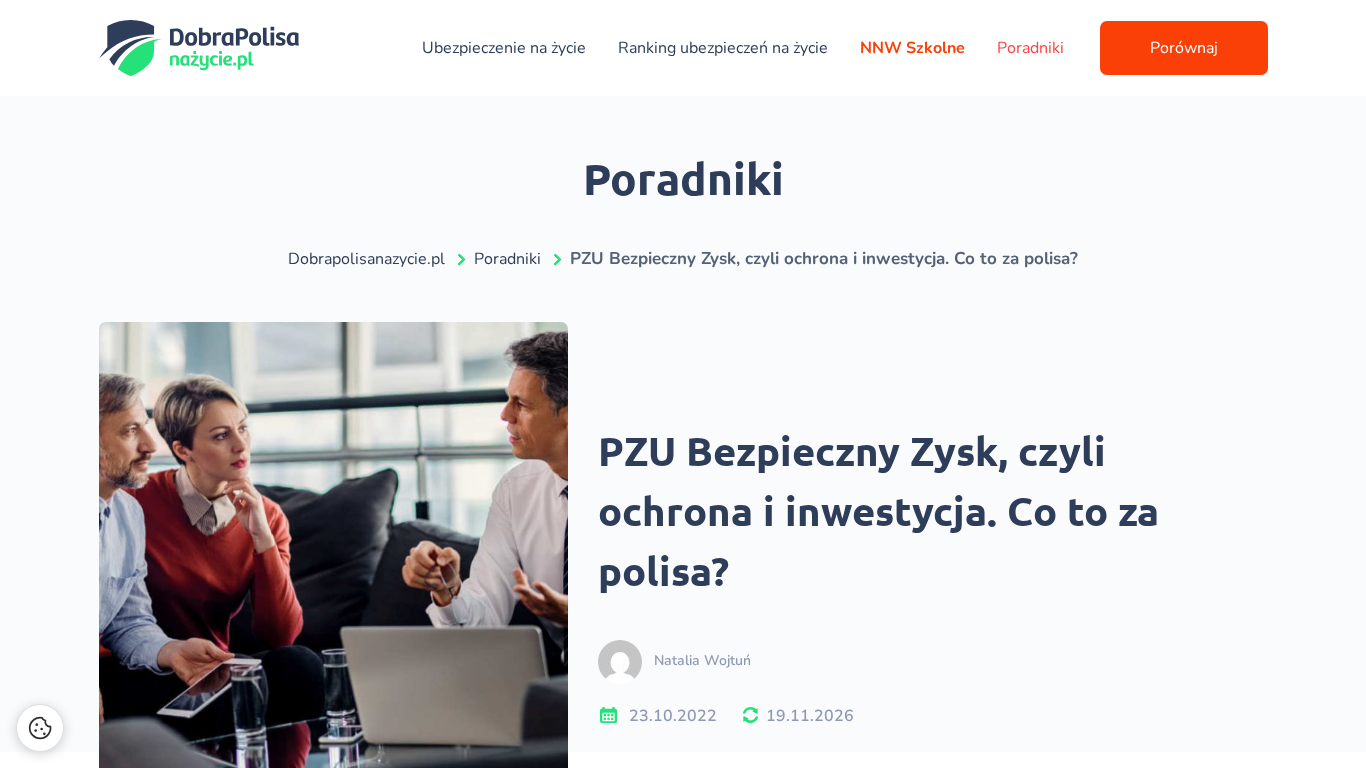 DobraPolisa
nażycie.pl
Ubezpieczenie na życie
Ranking ubezpieczeń na życie
NNW Szkolne
Poradniki
Porównaj
Poradniki
Dobrapolisanazycie.pl
Poradniki
PZU Bezpieczny Zysk, czyli ochrona i inwestycja. Co to za polisa?
PZU Bezpieczny Zysk, czyli
ochrona i inwestycja. Co to za
polisa?
Natalia Wojtuń
23.10.2022
19.11.2026